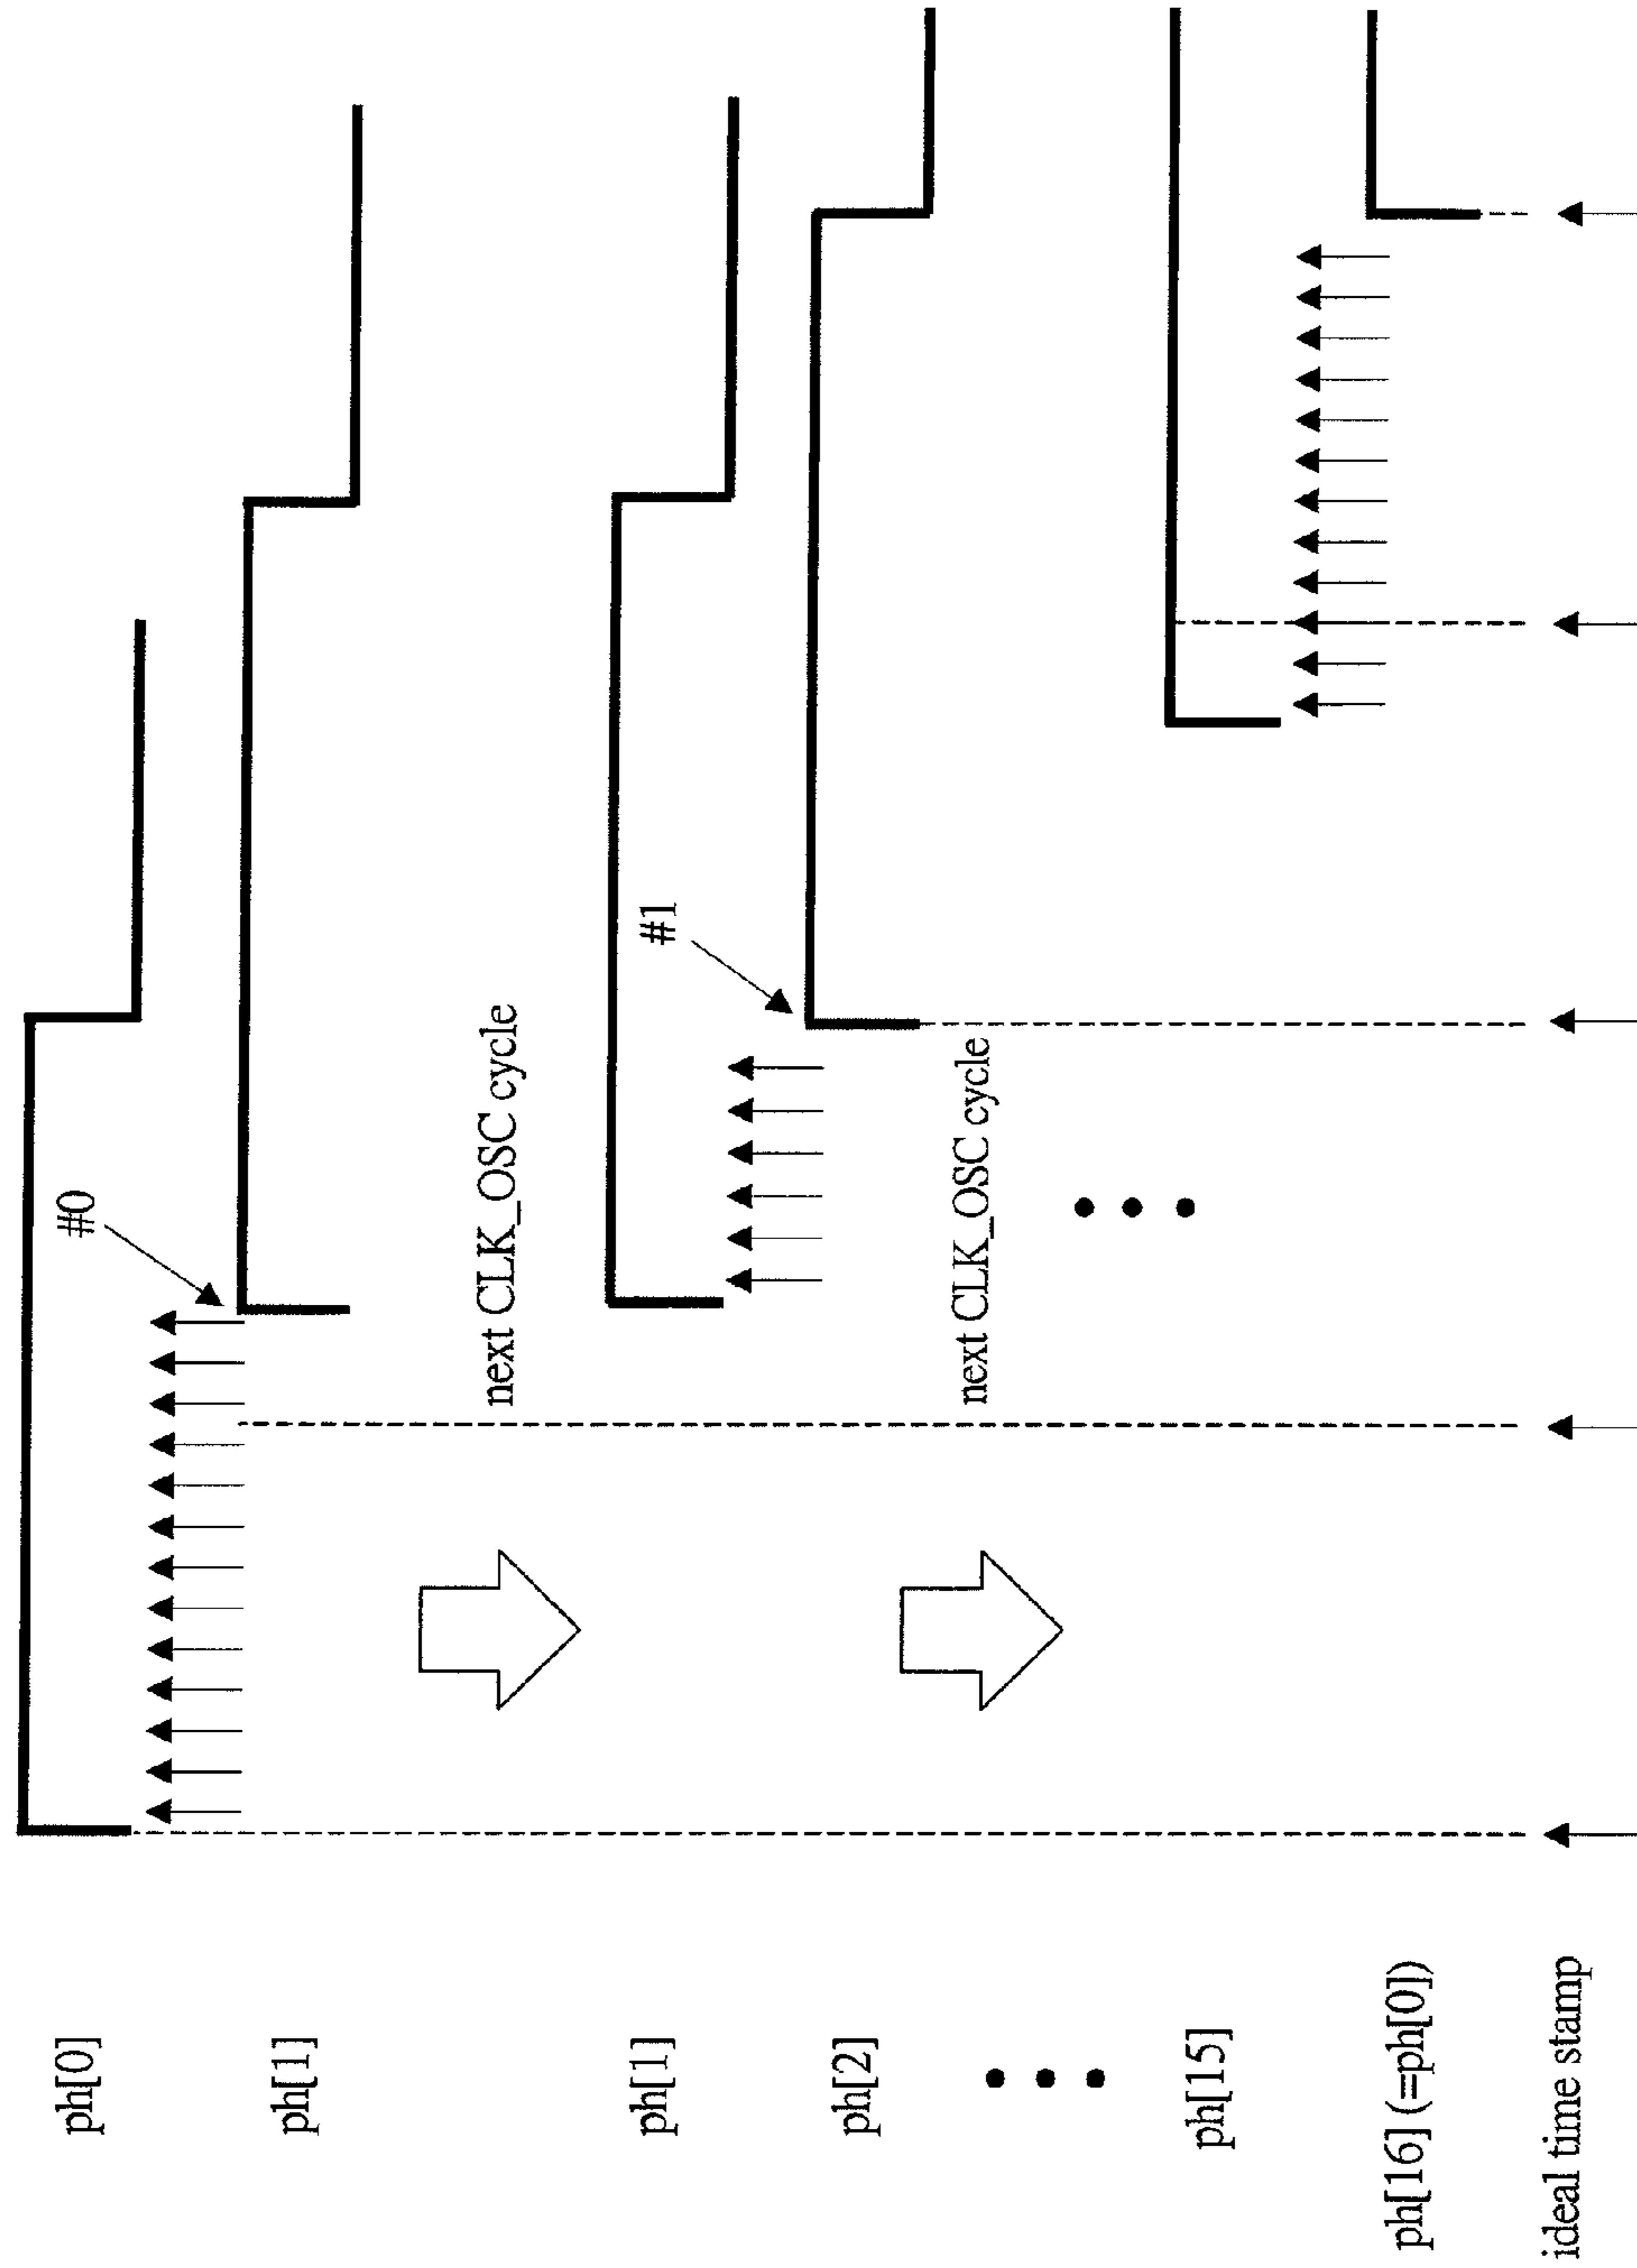 ph[0]
#0
ph[1]
next CLK_OSC cycle
ph[1]
#1
ph[2]
next CLK_OSC cycle
ph[15]
ph[16] (=ph[0])
ideal time stamp